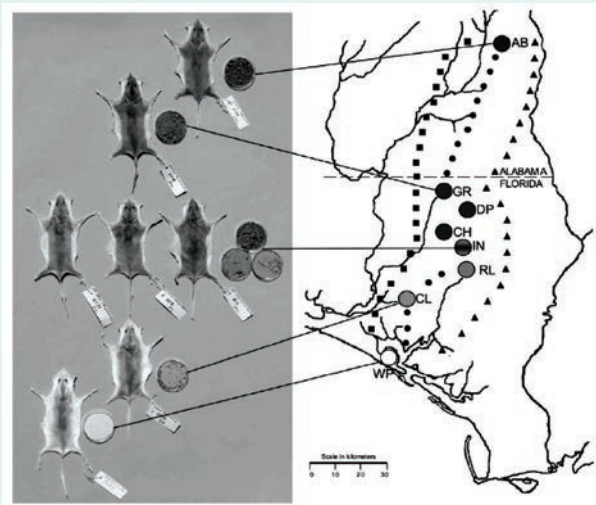 AB
ALABAMA
FLORIDA
GR
DP
CH
IN
RL
CL
WP
Scale in kilometers
0 10 20 30